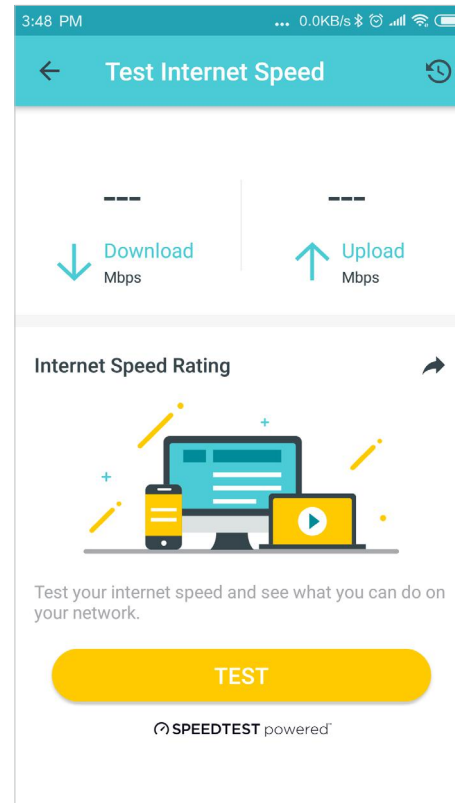 3:48 PM ... 0.0KB/s
Test Internet Speed
--- ---
Download Upload
Mbps Mbps
Internet Speed Rating
Test your internet speed and see what you can do on
your network.
TEST
SPEEDTEST powered™